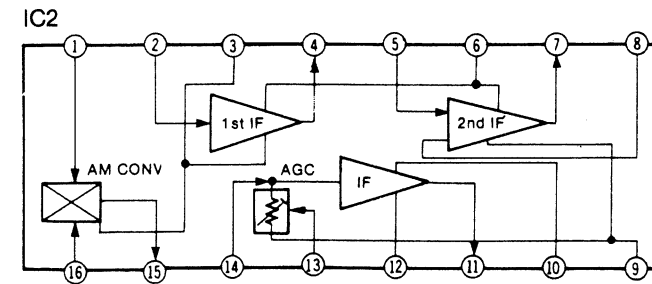 IC2
1 2 3 4 5 6 7 8
1st IF
2nd IF
AM CONV
AGC
IF
16 15 14 13 12 11 10 9